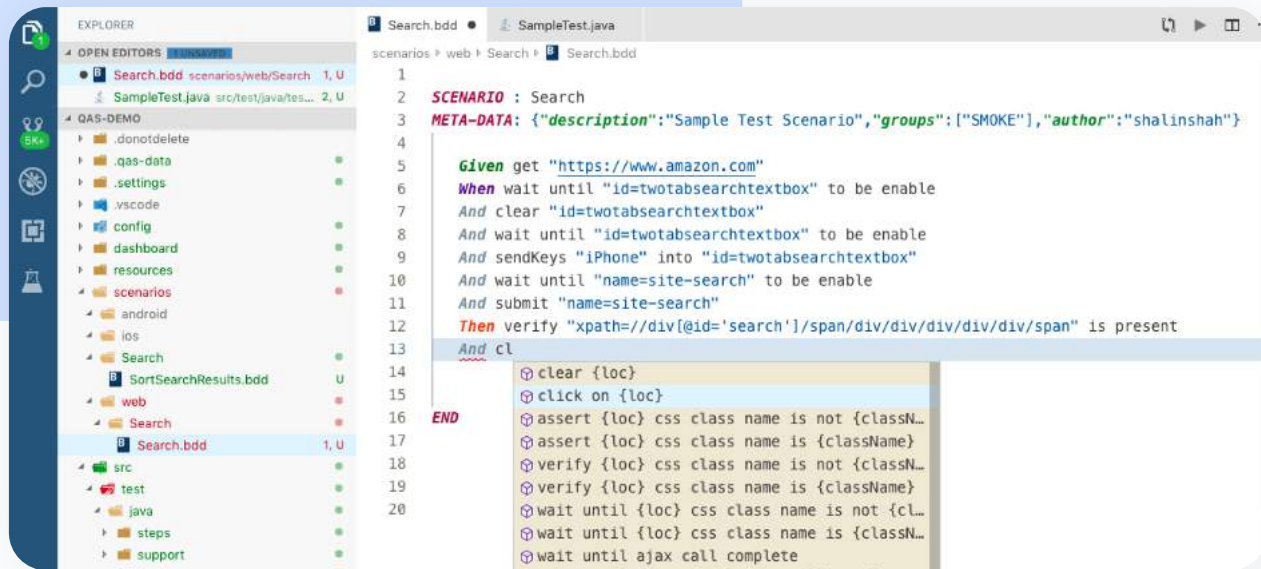 EXPLORER
OPEN EDITORS 1 UNSAVED
Search.bdd scenarios/web/Search 1, U
SampleTest.java src/test/java/tes... 2, U
QAS-DEMO
.donotdelete
.qas-data
.settings
.vscode
config
dashboard
resources
scenarios
android
ios
Search
SortSearchResults.bdd U
web
Search
Search.bdd 1, U
src
test
java
steps
support
1
5K+
Search.bdd
SampleTest.java
scenarios web Search Search.bdd
1
2 SCENARIO : Search
3 META-DATA: {"description":"Sample Test Scenario","groups":["SMOKE"],"author":"shalinshah"}
4
5 Given get "https://www.amazon.com"
6 When wait until "id=twotabsearchtextbox" to be enable
7 And clear "id=twotabsearchtextbox"
8 And wait until "id=twotabsearchtextbox" to be enable
9 And sendKeys "iPhone" into "id=twotabsearchtextbox"
10 And wait until "name=site-search" to be enable
11 And submit "name=site-search"
12 Then verify "xpath=//div[@id='search']/span/div/div/div/div/div/span" is present
13 And cl
14 clear {loc}
15 click on {loc}
16 END assert {loc} css class name is not {classN…
17 assert {loc} css class name is {className}
18 verify {loc} css class name is not {classN…
19 verify {loc} css class name is {className}
20 wait until {loc} css class name is not {cl…
wait until {loc} css class name is {classN…
wait until ajax call complete